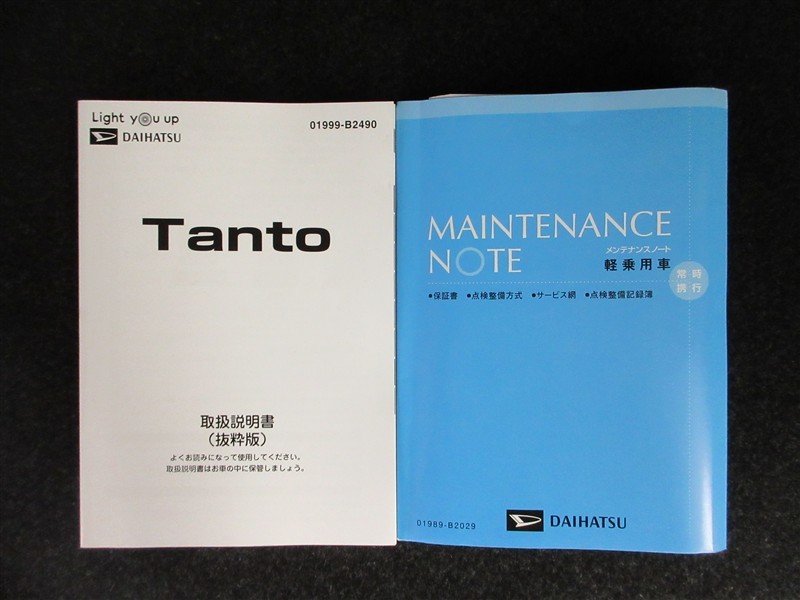 Light you up
DAIHATSU
01999-B2490
Tanto
取扱説明書
（抜粋版）
よくお読みになって使用してください。
取扱説明書はお車の中に保管しましょう。
MAINTENANCE
NOTE
メンテナンスノート
軽乗用車
常時
携行
●保証書 ●点検整備方式 ●サービス網 ●点検整備記録簿
01989-B2029
DAIHATSU